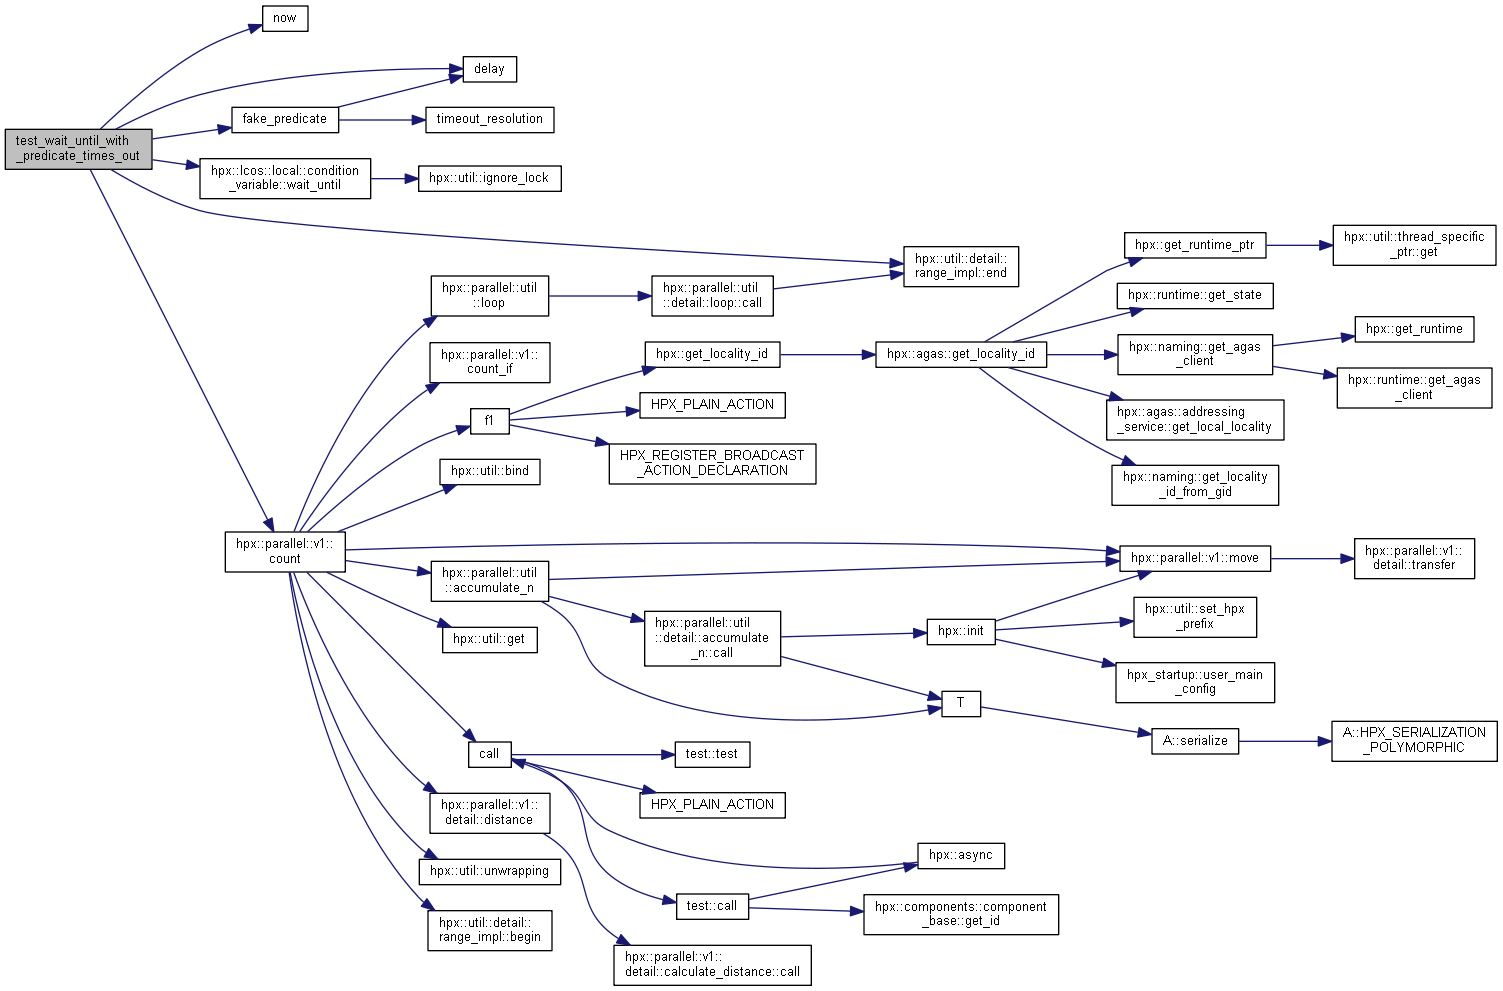 now
delay
fake_predicate
timeout_resolution
test_wait_until_with
_predicate_times_out
hpx::lcos::local::condition
_variable::wait_until
hpx::util::ignore_lock
hpx::util::detail::
range_impl::end
hpx::get_runtime_ptr
hpx::util::thread_specific
_ptr::get
hpx::parallel::util
::loop
hpx::parallel::util
::detail::loop::call
hpx::runtime::get_state
hpx::get_runtime
hpx::parallel::v1::
count_if
hpx::get_locality_id
hpx::agas::get_locality_id
hpx::naming::get_agas
_client
hpx::runtime::get_agas
_client
f1
HPX_PLAIN_ACTION
hpx::agas::addressing
_service::get_local_locality
HPX_REGISTER_BROADCAST
_ACTION_DECLARATION
hpx::util::bind
hpx::naming::get_locality
_id_from_gid
hpx::parallel::v1::
count
hpx::parallel::v1::move
hpx::parallel::v1::
detail::transfer
hpx::parallel::util
::accumulate_n
hpx::util::get
hpx::parallel::util
::detail::accumulate
_n::call
hpx::init
hpx::util::set_hpx
_prefix
hpx_startup::user_main
_config
T
A::serialize
A::HPX_SERIALIZATION
_POLYMORPHIC
call
test::test
HPX_PLAIN_ACTION
hpx::parallel::v1::
detail::distance
hpx::async
hpx::util::unwrapping
test::call
hpx::components::component
_base::get_id
hpx::util::detail::
range_impl::begin
hpx::parallel::v1::
detail::calculate_distance::call